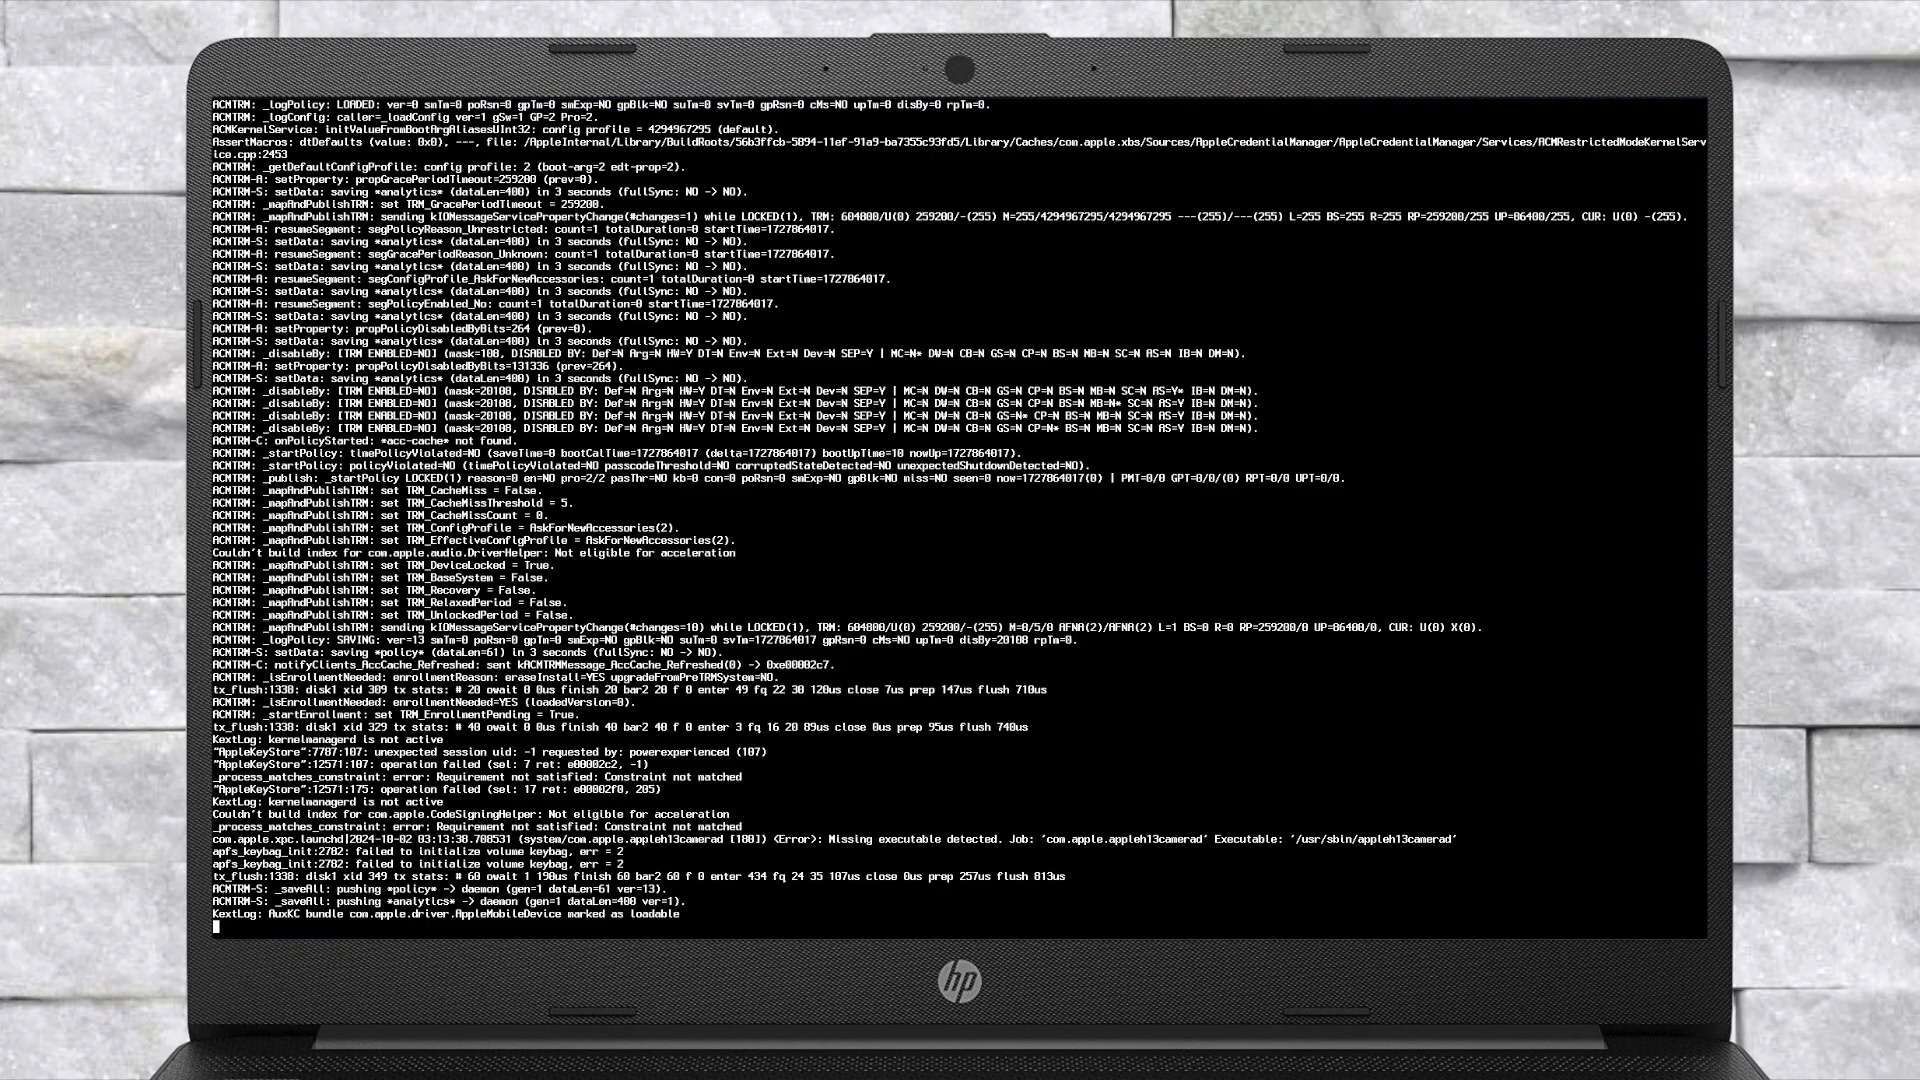 ACMTRM: _logPolicy: LOADED: ver=0 smTm=0 poRsn=0 gpTm=0 smExp=NO gpBlk=NO suTm=0 svTm=0 gpRsn=0 cMs=NO upTm=0 disBy=0 rpTm=0.
ACMTRM: _logConfig: caller=_loadConfig ver=1 gSw=1 GP=2 Pro=2.
ACMKernelService: initValueFromBootArgAliasesUInt32: config profile = 4294967295 (default).
AssertMacros: dtDefaults (value: 0x0), ---, file: /AppleInternal/Library/BuildRoots/56b3ffcb-5894-11ef-91a9-ba7355c93fd5/Library/Caches/com.apple.xbs/Sources/AppleCredentialManager/AppleCredentialManager/Services/ACMRestrictedModeKernelServ
ice.cpp:2453
ACMTRM: _getDefaultConfigProfile: config profile: 2 (boot-arg=2 edt-prop=2).
ACMTRM-A: setProperty: propGracePeriodTimeout=259200 (prev=0).
ACMTRM-S: setData: saving *analytics* (dataLen=400) in 3 seconds (fullSync: NO -> NO).
ACMTRM: _mapAndPublishTRM: set TRM_GracePeriodTimeout = 259200.
ACMTRM: _mapAndPublishTRM: sending kIOMessageServicePropertyChange(#changes=1) while LOCKED(1), TRM: 604800/U(0) 259200/-(255) M=255/4294967295/4294967295 ---(255)/---(255) L=255 BS=255 R=255 RP=259200/255 UP=86400/255, CUR: U(0) -(255).
ACMTRM-A: resumeSegment: segPolicyReason_Unrestricted: count=1 totalDuration=0 startTime=1727864017.
ACMTRM-S: setData: saving *analytics* (dataLen=400) in 3 seconds (fullSync: NO -> NO).
ACMTRM-A: resumeSegment: segGracePeriodReason_Unknown: count=1 totalDuration=0 startTime=1727864017.
ACMTRM-S: setData: saving *analytics* (dataLen=400) in 3 seconds (fullSync: NO -> NO).
ACMTRM-A: resumeSegment: segConfigProfile_AskForNewAccessories: count=1 totalDuration=0 startTime=1727864017.
ACMTRM-S: setData: saving *analytics* (dataLen=400) in 3 seconds (fullSync: NO -> NO).
ACMTRM-A: resumeSegment: segPolicyEnabled_No: count=1 totalDuration=0 startTime=1727864017.
ACMTRM-S: setData: saving *analytics* (dataLen=400) in 3 seconds (fullSync: NO -> NO).
ACMTRM-A: setProperty: propPolicyDisabledByBits=264 (prev=0).
ACMTRM-S: setData: saving *analytics* (dataLen=400) in 3 seconds (fullSync: NO -> NO).
ACMTRM: _disableBy: [TRM ENABLED=NO] (mask=108, DISABLED BY: Def=N Arg=N HW=Y DT=N Env=N Ext=N Dev=N SEP=Y | MC=N* DW=N CB=N GS=N CP=N BS=N MB=N SC=N AS=N IB=N DM=N).
ACMTRM-A: setProperty: propPolicyDisabledByBits=131336 (prev=264).
ACMTRM-S: setData: saving *analytics* (dataLen=400) in 3 seconds (fullSync: NO -> NO).
ACMTRM: _disableBy: [TRM ENABLED=NO] (mask=20108, DISABLED BY: Def=N Arg=N HW=Y DT=N Env=N Ext=N Dev=N SEP=Y | MC=N DW=N CB=N GS=N CP=N BS=N MB=N SC=N AS=Y* IB=N DM=N).
ACMTRM: _disableBy: [TRM ENABLED=NO] (mask=20108, DISABLED BY: Def=N Arg=N HW=Y DT=N Env=N Ext=N Dev=N SEP=Y | MC=N DW=N CB=N GS=N CP=N BS=N MB=N* SC=N AS=Y IB=N DM=N).
ACMTRM: _disableBy: [TRM ENABLED=NO] (mask=20108, DISABLED BY: Def=N Arg=N HW=Y DT=N Env=N Ext=N Dev=N SEP=Y | MC=N DW=N CB=N GS=N* CP=N BS=N MB=N SC=N AS=Y IB=N DM=N).
ACMTRM: _disableBy: [TRM ENABLED=NO] (mask=20108, DISABLED BY: Def=N Arg=N HW=Y DT=N Env=N Ext=N Dev=N SEP=Y | MC=N DW=N CB=N GS=N CP=N* BS=N MB=N SC=N AS=Y IB=N DM=N).
ACMTRM-C: onPolicyStarted: *acc-cache* not found.
ACMTRM: _startPolicy: timePolicyViolated=NO (saveTime=0 bootCalTime=1727864017 (delta=1727864017) bootUpTime=10 nowUp=1727864017).
ACMTRM: _startPolicy: policyViolated=NO (timePolicyViolated=NO passcodeThreshold=NO corruptedStateDetected=NO unexpectedShutdownDetected=NO).
ACMTRM: _publish: _startPolicy LOCKED(1) reason=0 en=NO pro=2/2 pasThr=NO kb=0 con=0 poRsn=0 smExp=NO gpBlk=NO miss=NO seen=0 now=1727864017(0) | PMT=0/0 GPT=0/0/(0) RPT=0/0 UPT=0/0.
ACMTRM: _mapAndPublishTRM: set TRM_CacheMiss = False.
ACMTRM: _mapAndPublishTRM: set TRM_CacheMissThreshold = 5.
ACMTRM: _mapAndPublishTRM: set TRM_CacheMissCount = 0.
ACMTRM: _mapAndPublishTRM: set TRM_ConfigProfile = AskForNewAccessories(2).
ACMTRM: _mapAndPublishTRM: set TRM_EffectiveConfigProfile = AskForNewAccessories(2).
Couldn't build index for com.apple.audio.DriverHelper: Not eligible for acceleration
ACMTRM: _mapAndPublishTRM: set TRM_DeviceLocked = True.
ACMTRM: _mapAndPublishTRM: set TRM_BaseSystem = False.
ACMTRM: _mapAndPublishTRM: set TRM_Recovery = False.
ACMTRM: _mapAndPublishTRM: set TRM_RelaxedPeriod = False.
ACMTRM: _mapAndPublishTRM: set TRM_UnlockedPeriod = False.
ACMTRM: _mapAndPublishTRM: sending kIOMessageServicePropertyChange(#changes=10) while LOCKED(1), TRM: 604800/U(0) 259200/-(255) M=0/5/0 AFNA(2)/AFNA(2) L=1 BS=0 R=0 RP=259200/0 UP=86400/0, CUR: U(0) X(0).
ACMTRM: _logPolicy: SAVING: ver=13 smTm=0 poRsn=0 gpTm=0 smExp=NO gpBlk=NO suTm=0 svTm=1727864017 gpRsn=0 cMs=NO upTm=0 disBy=20108 rpTm=0.
ACMTRM-S: setData: saving *policy* (dataLen=61) in 3 seconds (fullSync: NO -> NO).
ACMTRM-C: notifyClients_AccCache_Refreshed: sent kACMTRMMessage_AccCache_Refreshed(0) -> 0xe00002c7.
ACMTRM: _isEnrollmentNeeded: enrollmentReason: eraseInstall=YES upgradeFromPreTRMSystem=NO.
tx_flush:1338: disk1 xid 309 tx stats: # 20 owait 0 0us finish 20 bar2 20 f 0 enter 49 fq 22 30 120us close 7us prep 147us flush 710us
ACMTRM: _isEnrollmentNeeded: enrollmentNeeded=YES (loadedVersion=0).
ACMTRM: _startEnrollment: set TRM_EnrollmentPending = True.
tx_flush:1338: disk1 xid 329 tx stats: # 40 owait 0 0us finish 40 bar2 40 f 0 enter 3 fq 16 20 89us close 0us prep 95us flush 740us
KextLog: kernelmanagerd is not active
"AppleKeyStore":7787:107: unexpected session uid: -1 requested by: powerexperienced (107)
"AppleKeyStore":12571:107: operation failed (sel: 7 ret: e00002c2, -1)
_process_matches_constraint: error: Requirement not satisfied: Constraint not matched
"AppleKeyStore":12571:175: operation failed (sel: 17 ret: e00002f0, 205)
KextLog: kernelmanagerd is not active
Couldn't build index for com.apple.CodeSigningHelper: Not eligible for acceleration
_process_matches_constraint: error: Requirement not satisfied: Constraint not matched
com.apple.xpc.launchd|2024-10-02 03:13:38.708531 (system/com.apple.appleh13camerad [180]) <Error>: Missing executable detected. Job: 'com.apple.appleh13camerad' Executable: '/usr/sbin/appleh13camerad'
apfs_keybag_init:2782: failed to initialize volume keybag, err = 2
apfs_keybag_init:2782: failed to initialize volume keybag, err = 2
tx_flush:1338: disk1 xid 349 tx stats: # 60 owait 1 190us finish 60 bar2 60 f 0 enter 434 fq 24 35 107us close 0us prep 257us flush 813us
ACMTRM-S: _saveAll: pushing *policy* -> daemon (gen=1 dataLen=61 ver=13).
ACMTRM-S: _saveAll: pushing *analytics* -> daemon (gen=1 dataLen=400 ver=1).
KextLog: AuxKC bundle com.apple.driver.AppleMobileDevice marked as loadable
hp